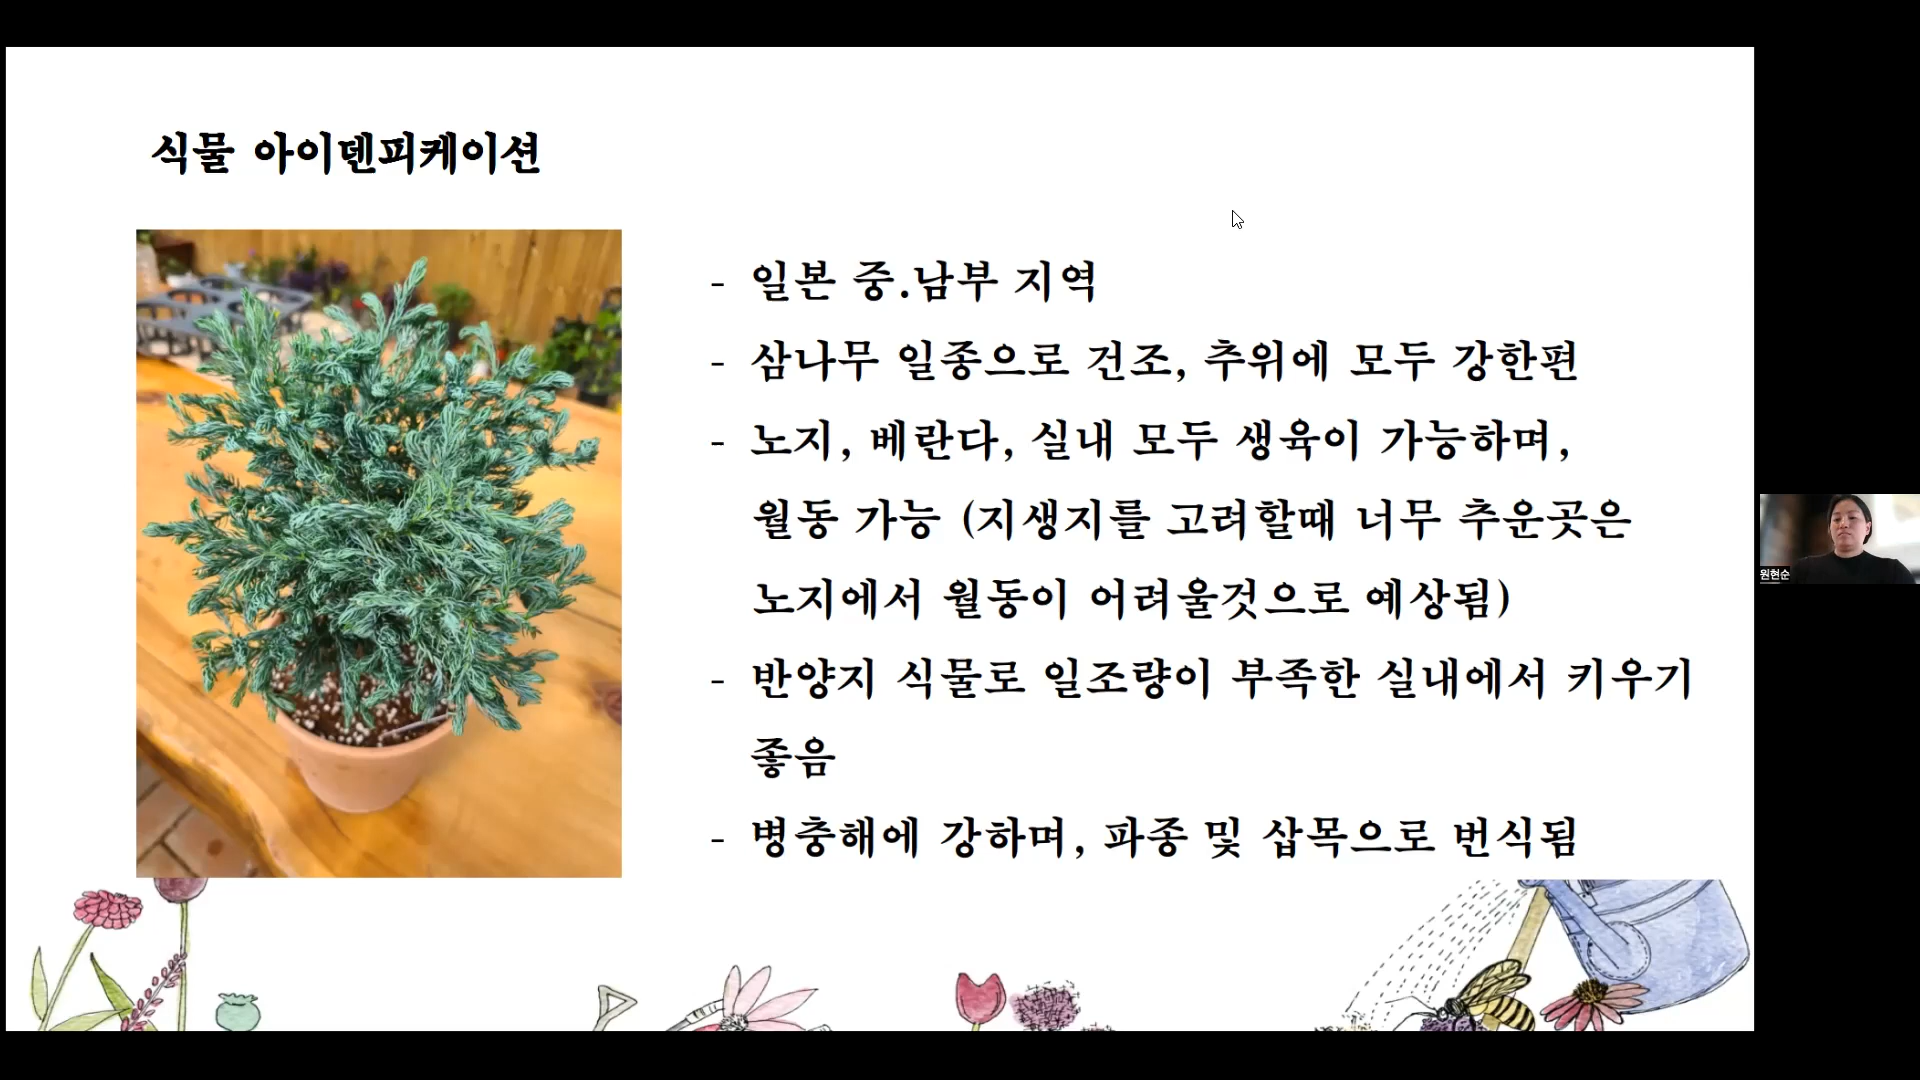 식물 아이덴피케이션
- 일본 중.남부 지역
- 삼나무 일종으로 건조, 추위에 모두 강한편
- 노지, 베란다, 실내 모두 생육이 가능하며,
월동 가능 (지생지를 고려할때 너무 추운곳은
노지에서 월동이 어려울것으로 예상됨)
- 반양지 식물로 일조량이 부족한 실내에서 키우기
좋음
- 병충해에 강하며, 파종 및 삽목으로 번식됨
원현순